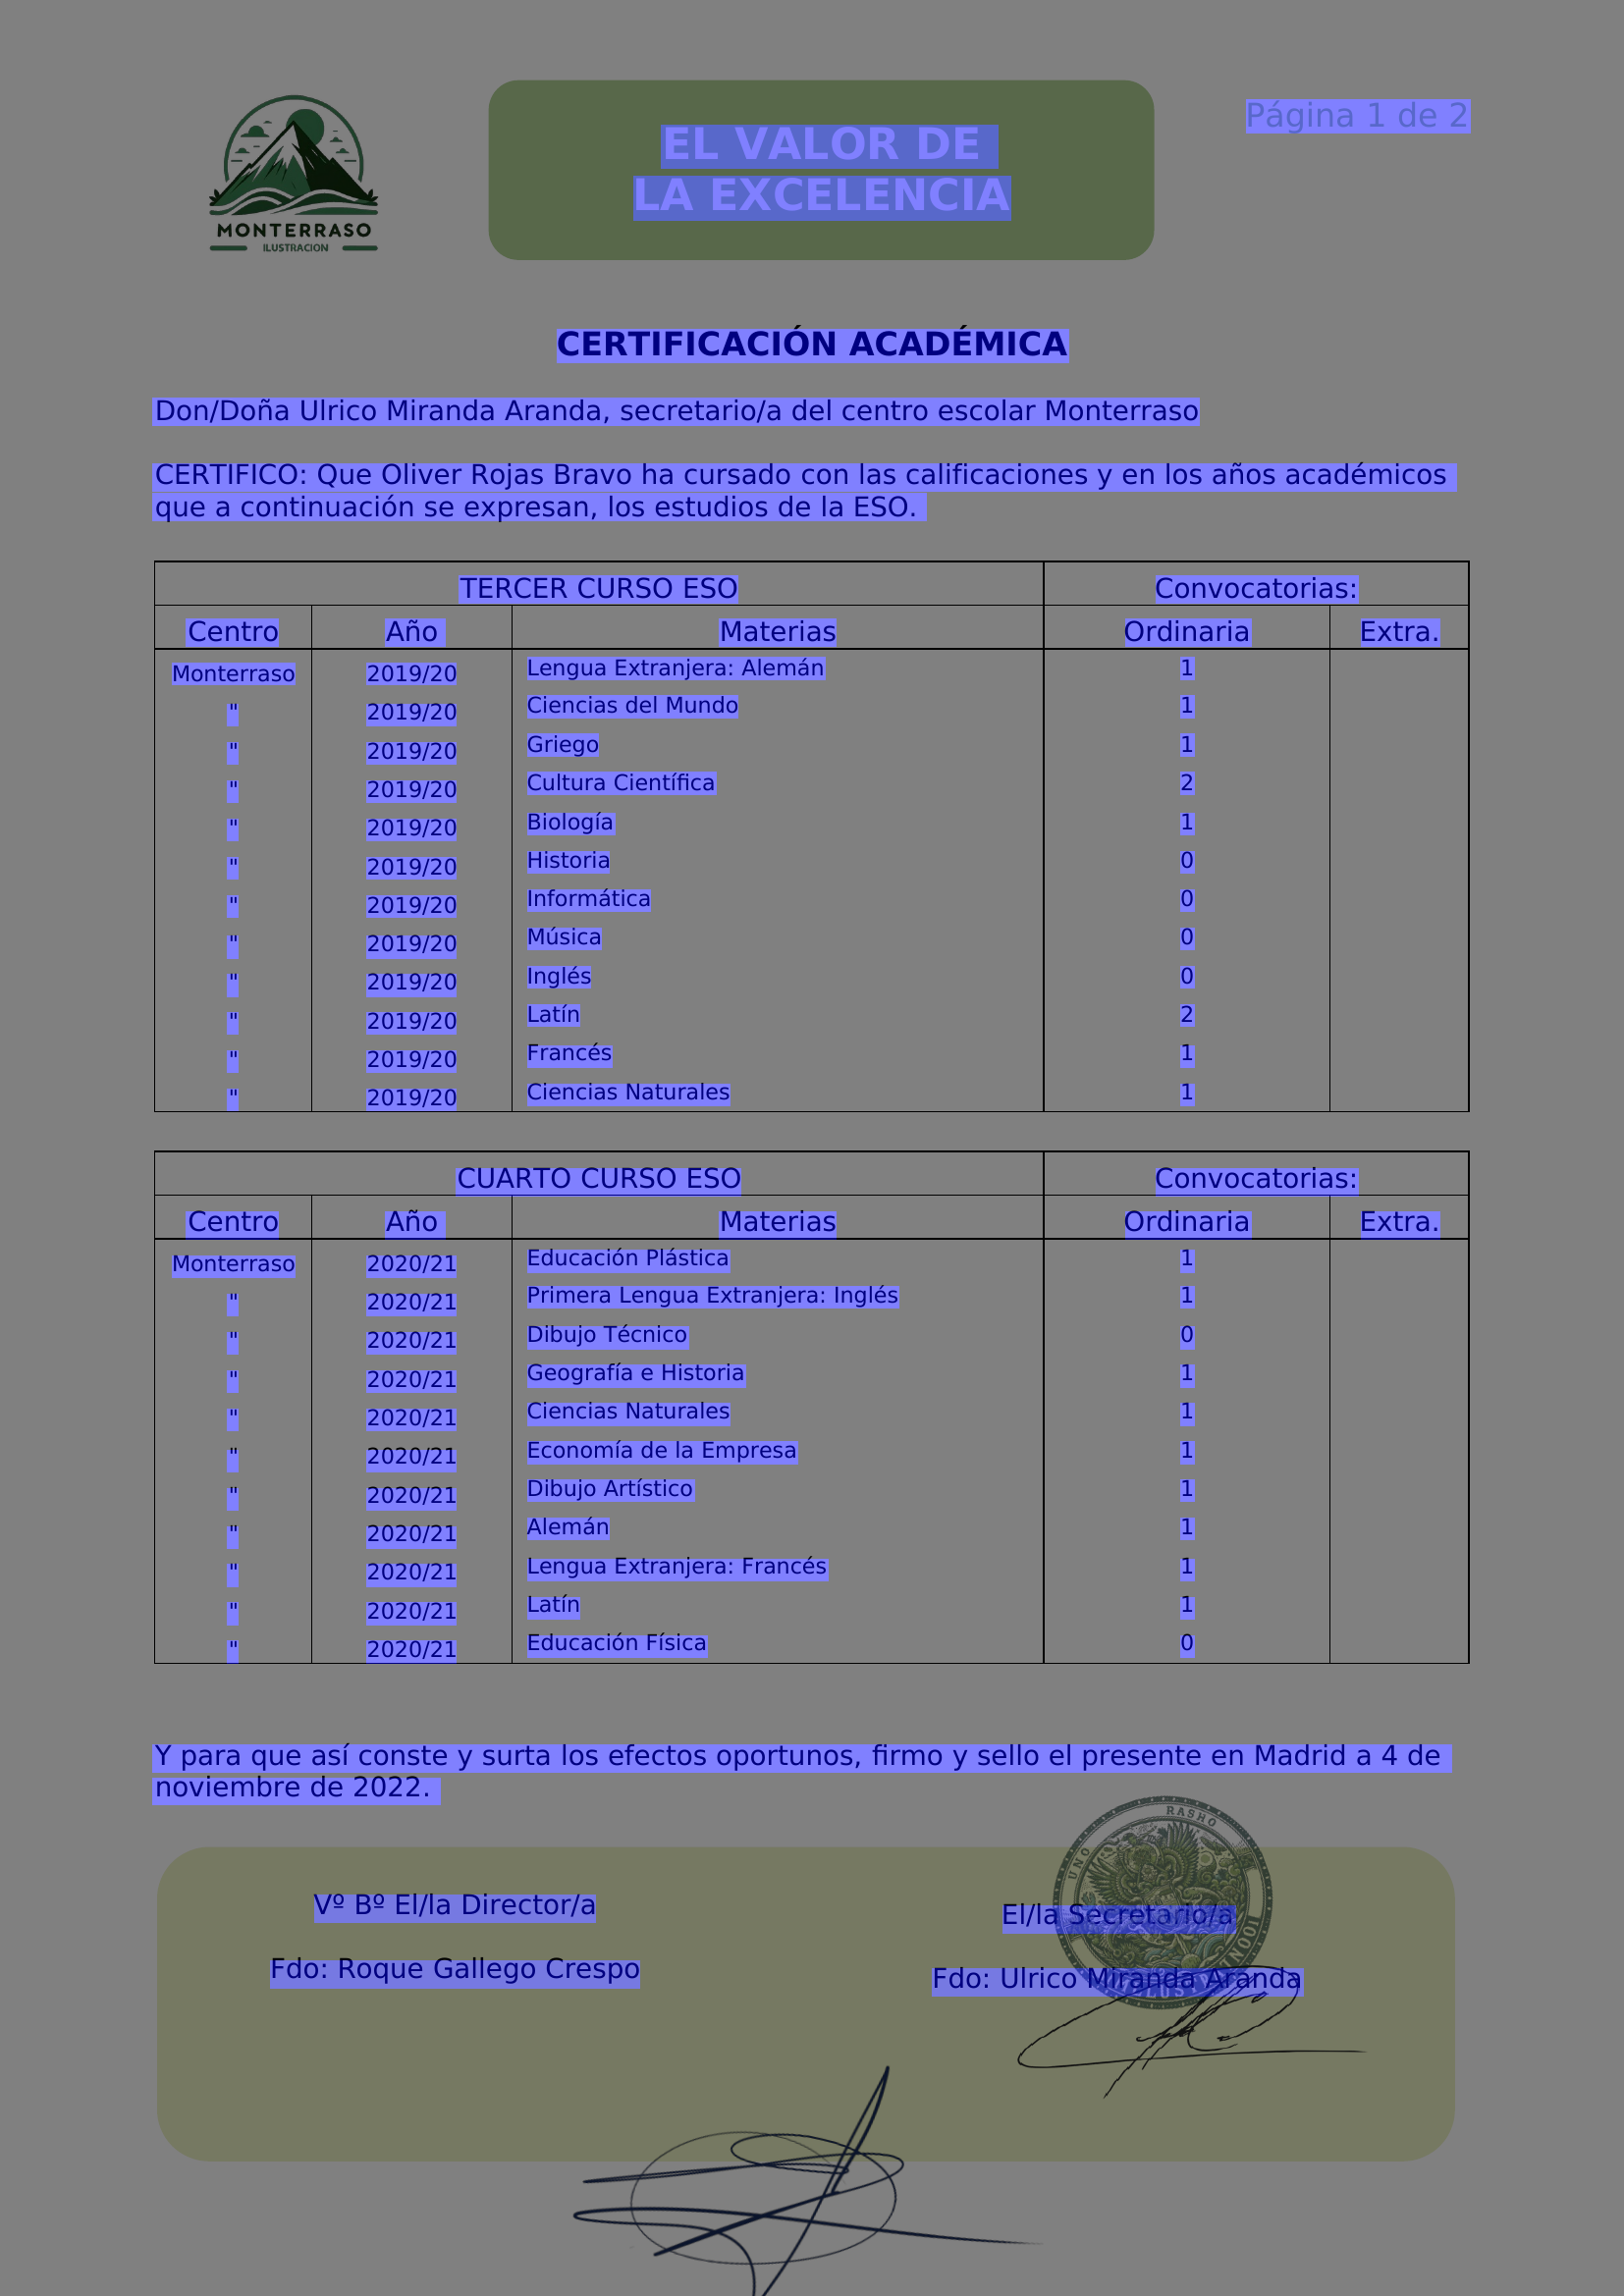 MONTERRASO
ILUSTRACION
EL VALOR DE
LA EXCELENCIA
Página 1 de 2
CERTIFICACIÓN ACADÉMICA
Don/Doña Ulrico Miranda Aranda, secretario/a del centro escolar Monterraso
CERTIFICO: Que Oliver Rojas Bravo ha cursado con las calificaciones y en los años académicos
que a continuación se expresan, los estudios de la ESO.
TERCER CURSO ESO Convocatorias:
Centro Año Materias Ordinaria Extra.
Monterraso 2019/20 Lengua Extranjera: Alemán 1
" 2019/20 Ciencias del Mundo 1
" 2019/20 Griego 1
" 2019/20 Cultura Científica 2
" 2019/20 Biología 1
" 2019/20 Historia 0
" 2019/20 Informática 0
" 2019/20 Música 0
" 2019/20 Inglés 0
" 2019/20 Latín 2
" 2019/20 Francés 1
" 2019/20 Ciencias Naturales 1
CUARTO CURSO ESO Convocatorias:
Centro Año Materias Ordinaria Extra.
Monterraso 2020/21 Educación Plástica 1
" 2020/21 Primera Lengua Extranjera: Inglés 1
" 2020/21 Dibujo Técnico 0
" 2020/21 Geografía e Historia 1
" 2020/21 Ciencias Naturales 1
" 2020/21 Economía de la Empresa 1
" 2020/21 Dibujo Artístico 1
" 2020/21 Alemán 1
" 2020/21 Lengua Extranjera: Francés 1
" 2020/21 Latín 1
" 2020/21 Educación Física 0
Y para que así conste y surta los efectos oportunos, firmo y sello el presente en Madrid a 4 de
noviembre de 2022.
UNO RASHO
Vº Bº El/la Director/a
El/la Secretario/a
Fdo: Roque Gallego Crespo
Fdo: Ulrico Miranda Aranda